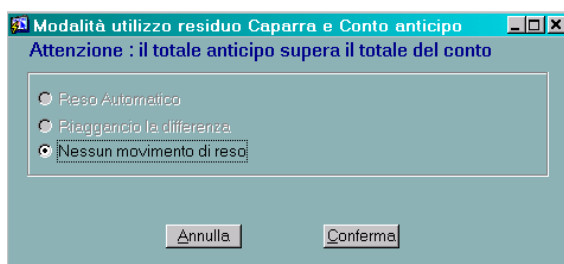 Modalità utilizzo residuo Caparra e Conto anticipo
Attenzione : il totale anticipo supera il totale del conto
Reso Automatico
Riaggancio la differenza
Nessun movimento di reso
Annulla
Conferma